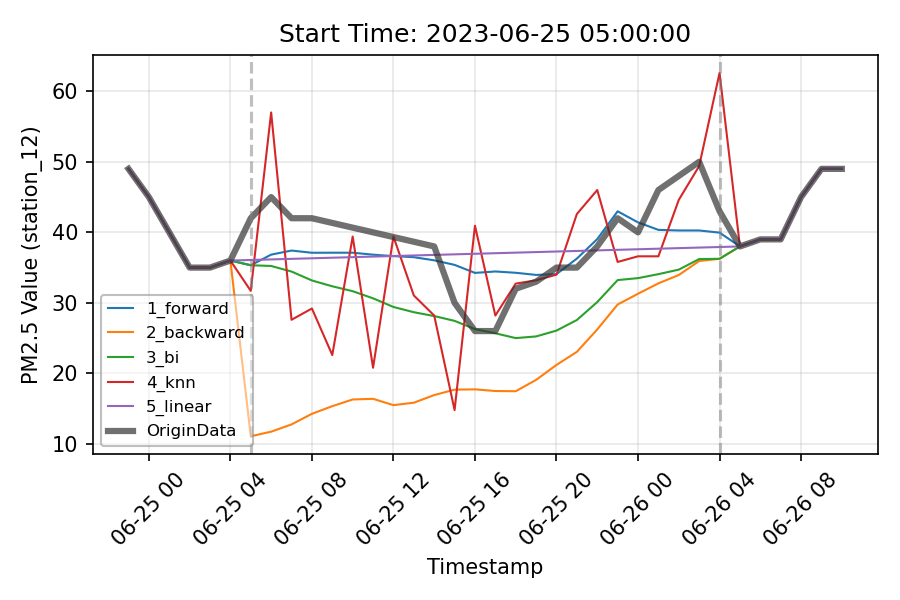 Start Time: 2023-06-25 05:00:00
PM2.5 Value (station_12)
60
50
40
30
20
10
1_forward
2_backward
3_bi
4_knn
5_linear
OriginData
06-25 00
06-25 04
06-25 08
06-25 12
06-25 16
06-25 20
06-26 00
06-26 04
06-26 08
Timestamp